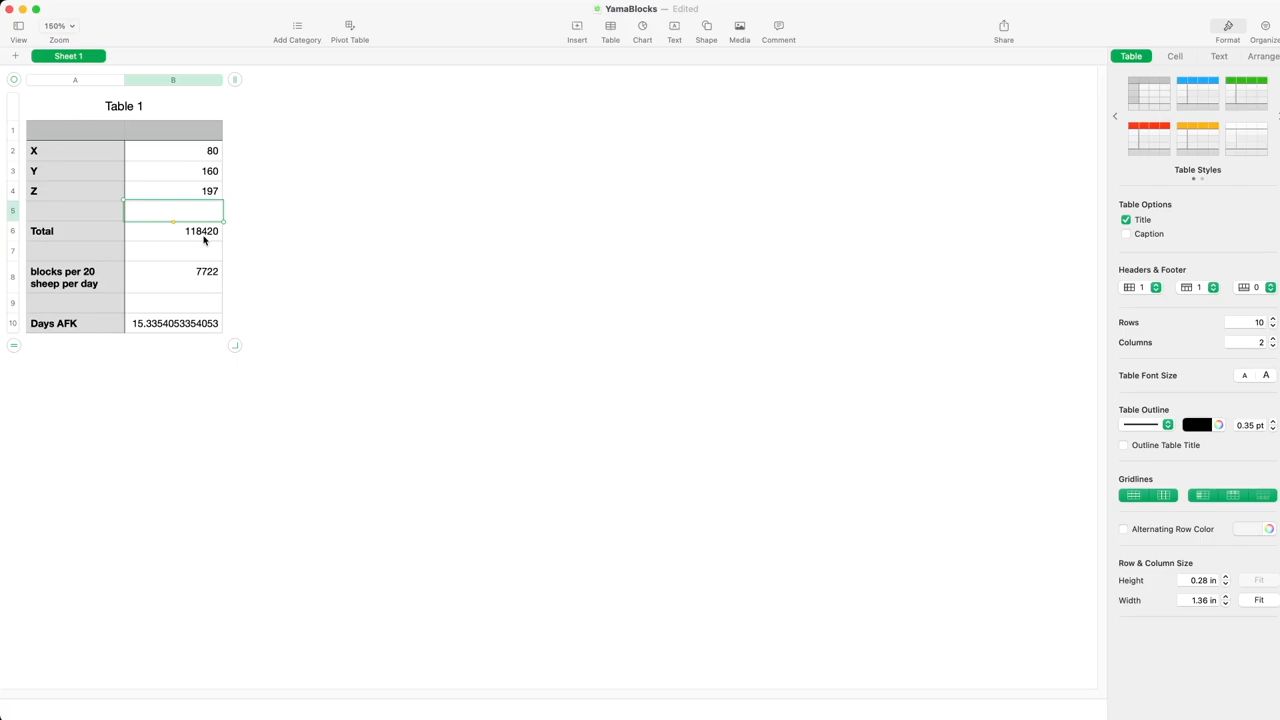 YamaBlocks — Edited
150%
View
Zoom
Add Category
Pivot Table
Insert
Table
Chart
Text
Shape
Media
Comment
Share
Format
Organize
Sheet 1
Table
Cell
Text
Arrange
A
B
Table 1
1
2
X
80
3
Y
160
4
Z
197
5
6
Total
118420
7
8
blocks per 20
sheep per day
7722
9
10
Days AFK
15.3354053354053
Table Styles
Table Options
Title
Caption
Headers & Footer
1
1
0
Rows
10
Columns
2
Table Font Size
A
A
Table Outline
0.35 pt
Outline Table Title
Gridlines
Alternating Row Color
Row & Column Size
Height
0.28 in
Fit
Width
1.36 in
Fit